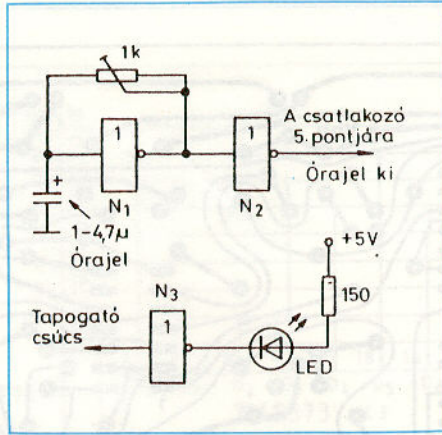 1k
1
1
A csatlakozó
5. pontjára
Órajel ki
+
N1
N2
1-4,7µ
Órajel
+5V
N3
150
Tapogató
csúcs
1
LED